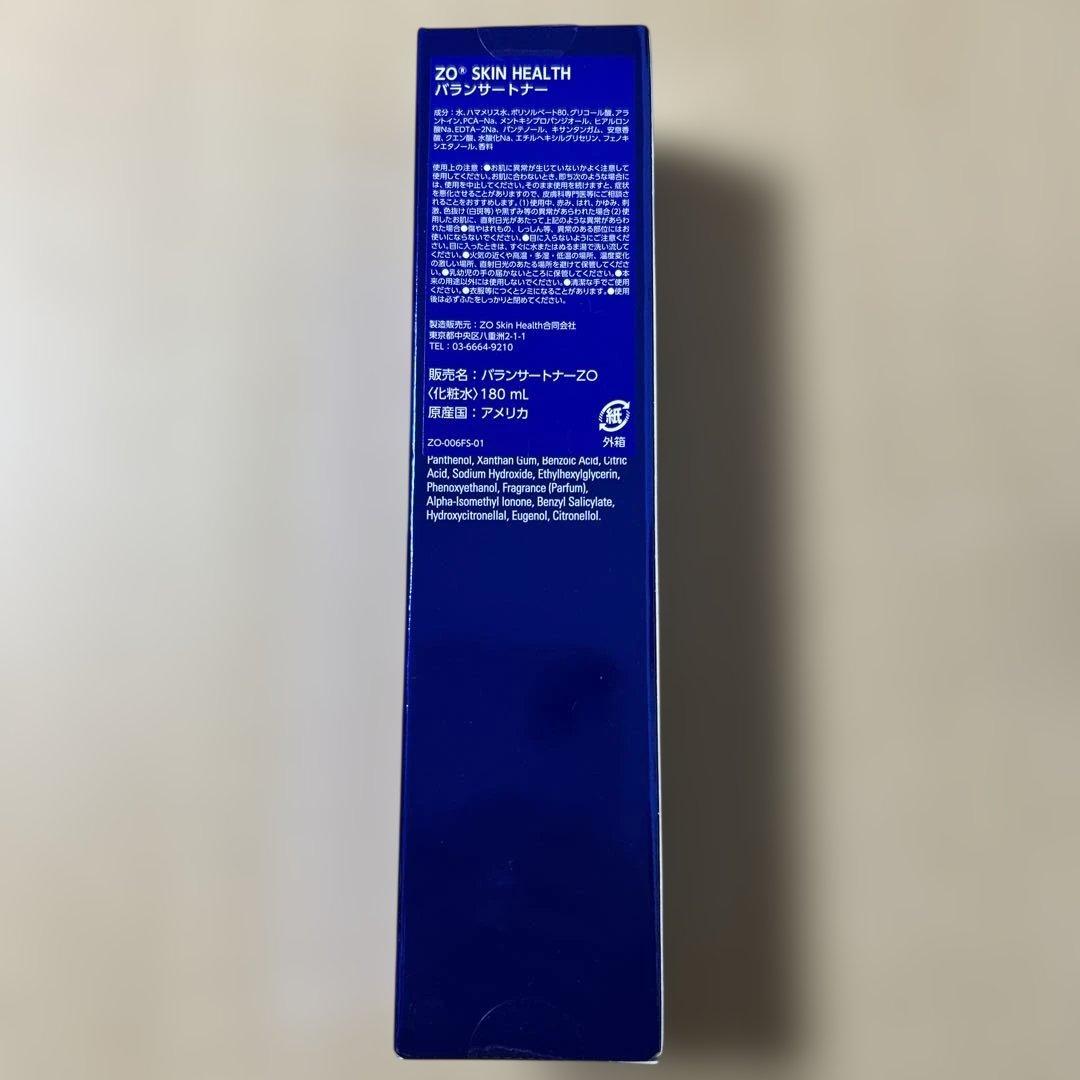 ZO® SKIN HEALTH
バランサートナー
成分：水、ハマメリス水、ポリソルベート80、グリコール酸、アラ
ントイン、PCA-Na、メントキシプロパンジオール、ヒアルロン
酸Na、EDTA-2Na、パンテノール、キサンタンガム、安息香
酸、クエン酸、水酸化Na、エチルヘキシルグリセリン、フェノキ
シエタノール、香料
使用上の注意：●お肌に異常が生じていないかよく注意して
使用してください。お肌に合わないとき、即ち次のような場合に
は、使用を中止してください。そのまま使用を続けますと、症状
を悪化させることがありますので、皮膚科専門医等にご相談さ
れることをおすすめします。(1)使用中、赤み、はれ、かゆみ、刺
激、色抜け(白斑等)や黒ずみ等の異常があらわれた場合(2)使
用したお肌に、直射日光があたって上記のような異常があらわ
れた場合●傷やはれもの、しっしん等、異常のある部位にはお
使いにならないでください。●目に入らないようにご注意くだ
さい。目に入ったときは、すぐに水またはぬるま湯で洗い流して
ください。●火気の近くや高温・多湿・低温の場所、温度変化
の激しい場所、直射日光のあたる場所を避けて保管してくださ
い。●乳幼児の手の届かないところに保管してください。●本
来の用途以外には使用しないでください。●清潔な手でご使用
ください。●衣服等につくとシミになることがあります。●使用
後は必ずふたをしっかりと閉めてください。
製造販売元：ZO Skin Health合同会社
東京都中央区八重洲2-1-1
TEL：03-6664-9210
販売名：バランサートナーZO
〈化粧水〉180 mL
原産国：アメリカ
紙
ZO-006FS-01 外箱
Panthenol, Xanthan Gum, Benzoic Acid, Citric
Acid, Sodium Hydroxide, Ethylhexylglycerin,
Phenoxyethanol, Fragrance (Parfum),
Alpha-Isomethyl Ionone, Benzyl Salicylate,
Hydroxycitronellal, Eugenol, Citronellol.